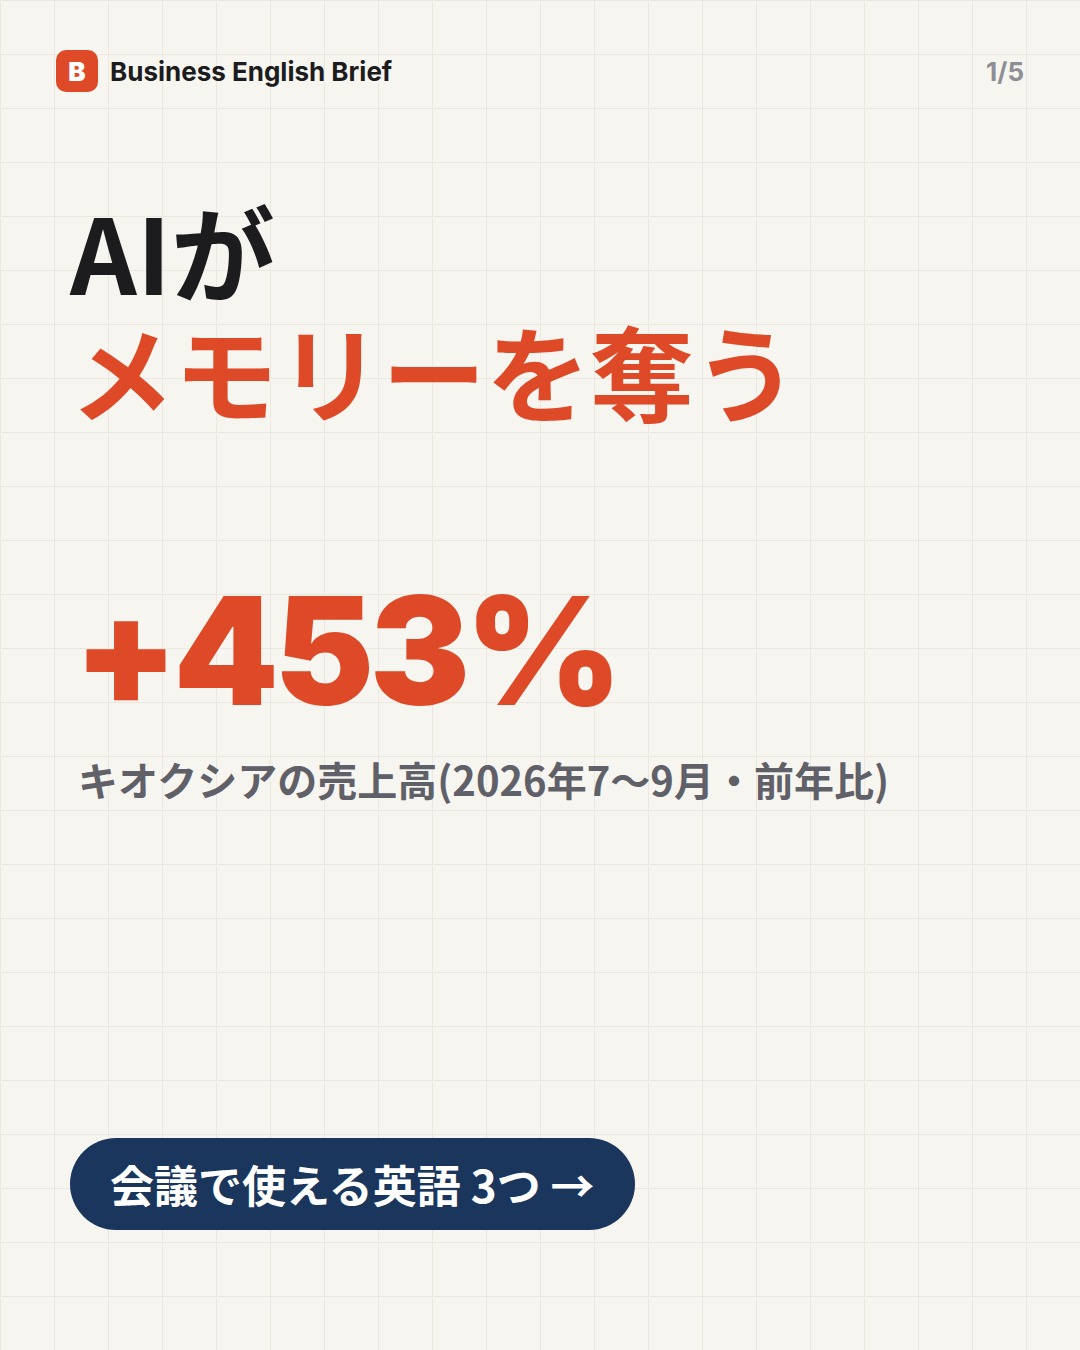 B Business English Brief
1/5
AIが
メモリーを奪う
+453%
キオクシアの売上高(2026年7〜9月・前年比)
会議で使える英語 3つ →